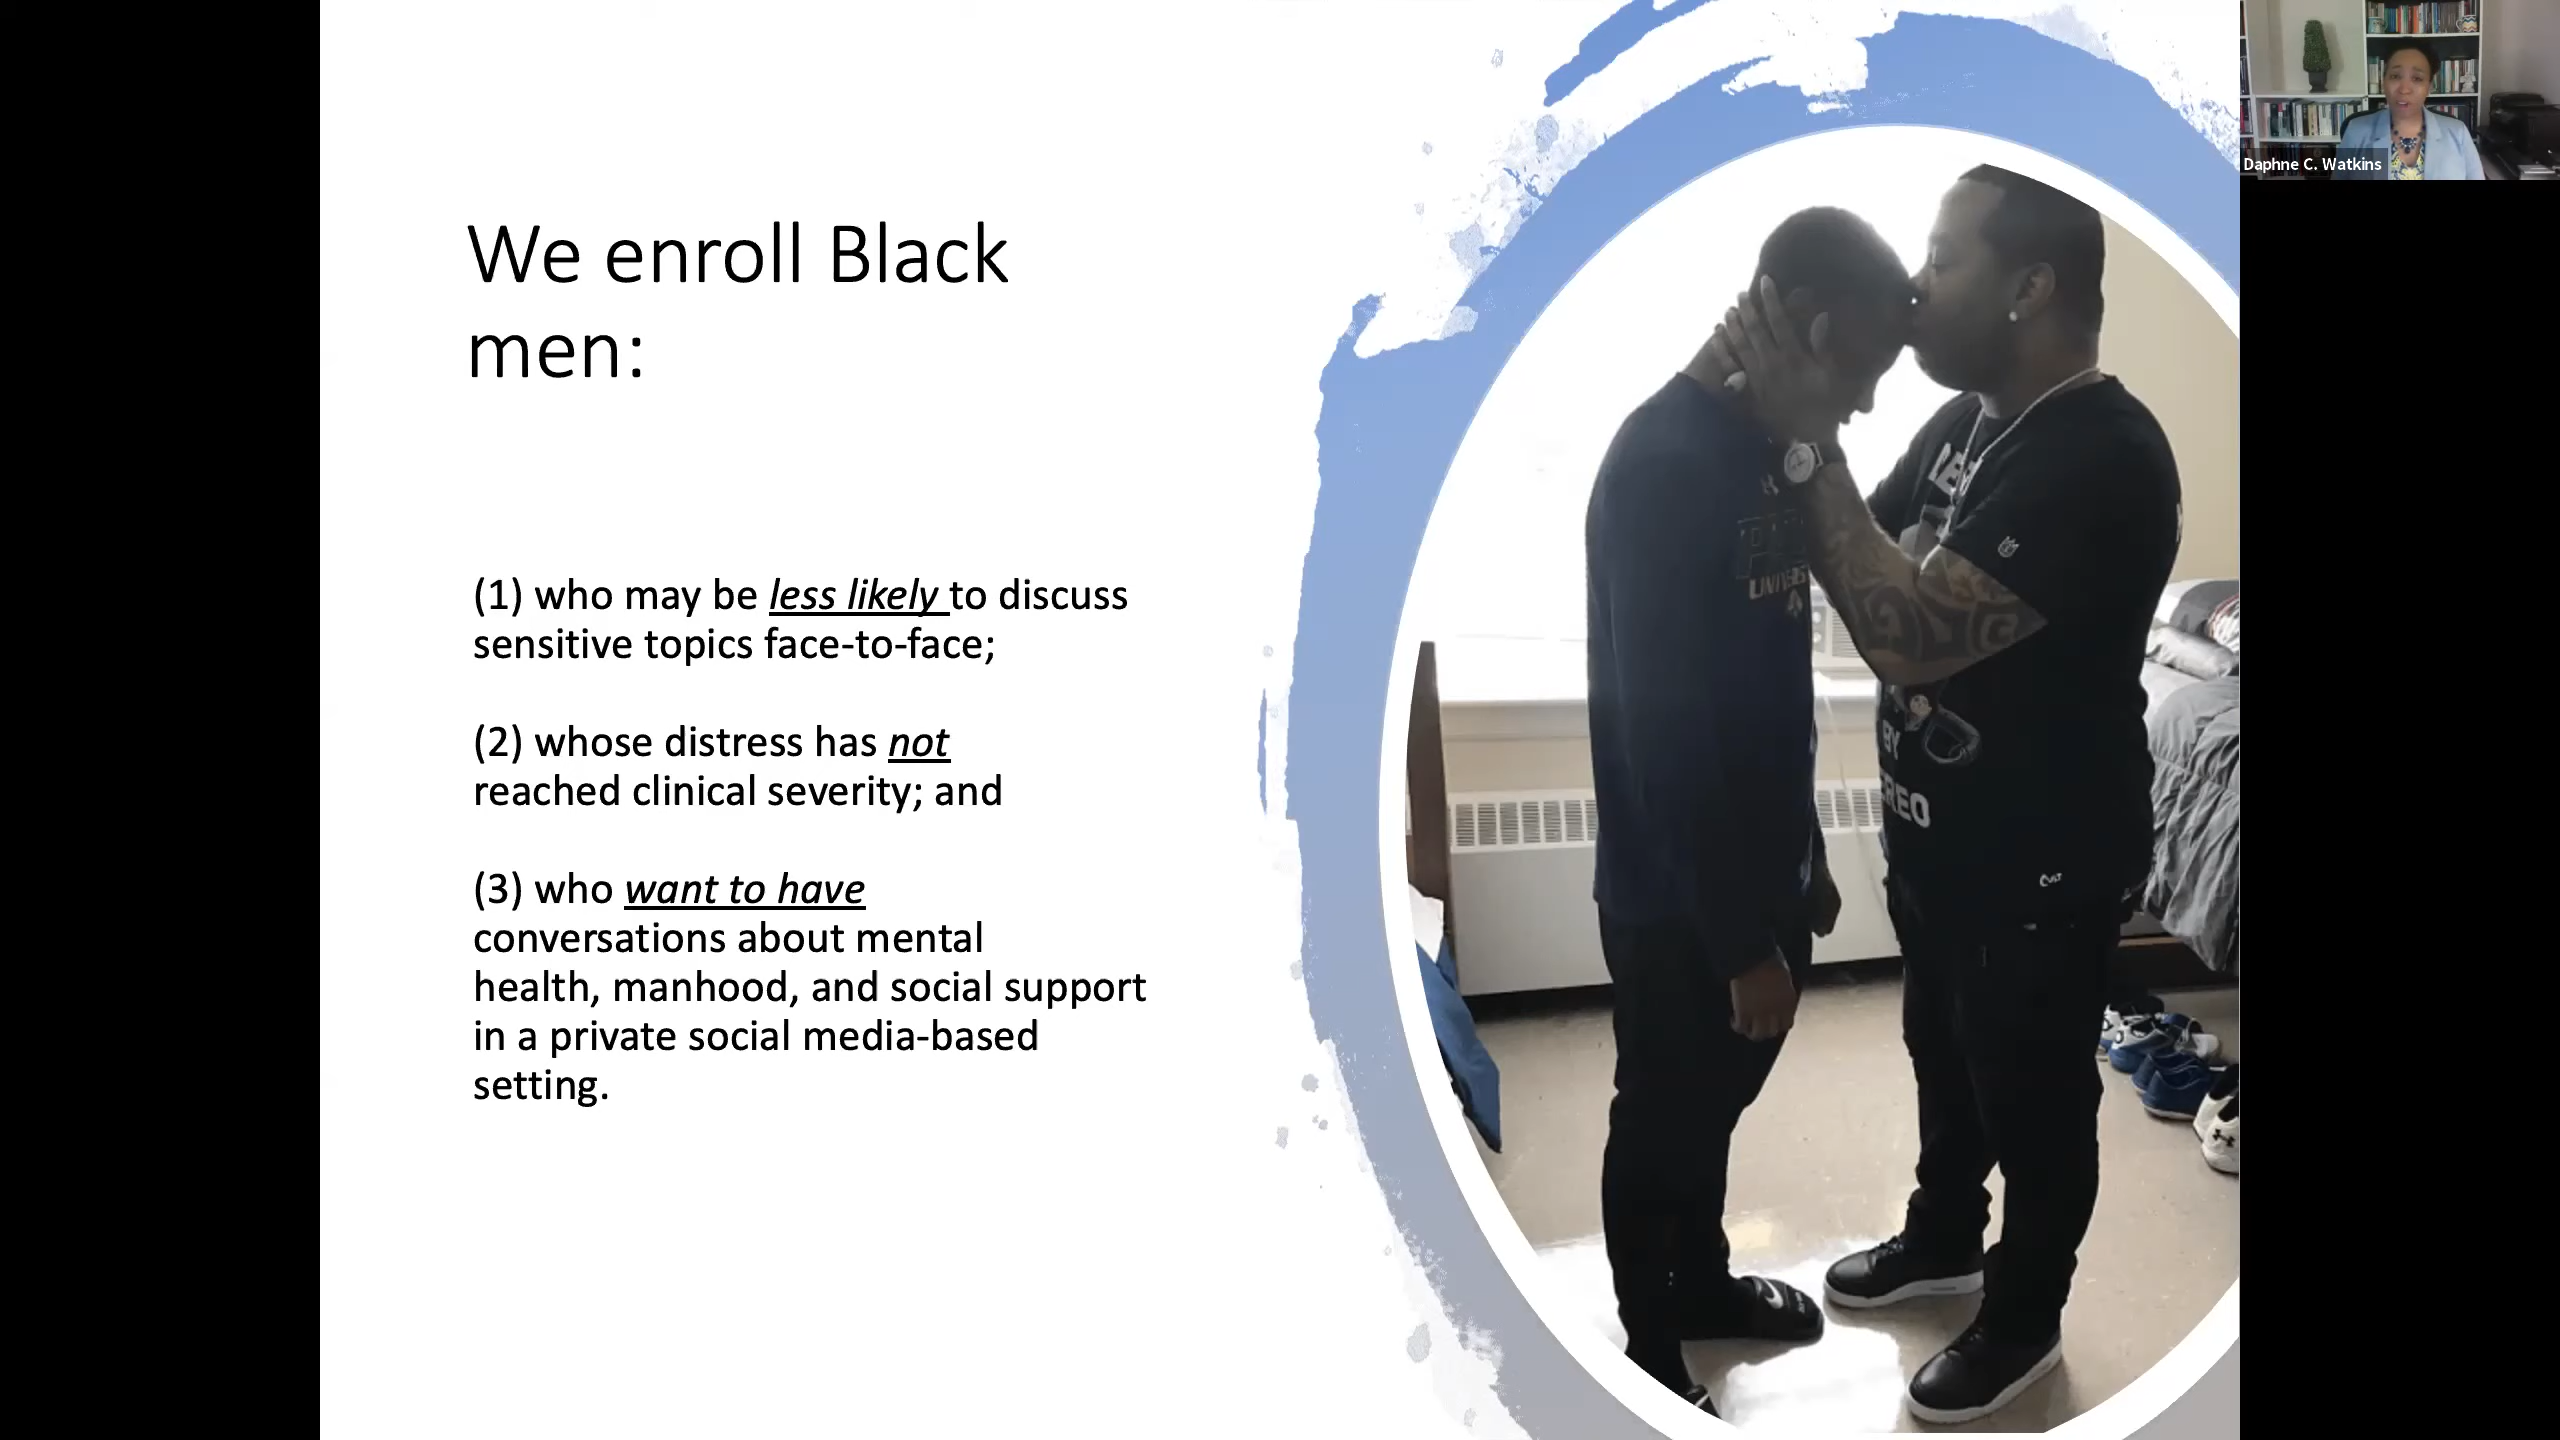 We enroll Black
men:
(1) who may be less likely to discuss
sensitive topics face-to-face;
(2) whose distress has not
reached clinical severity; and
(3) who want to have
conversations about mental
health, manhood, and social support
in a private social media-based
setting.
Daphne C. Watkins
BY